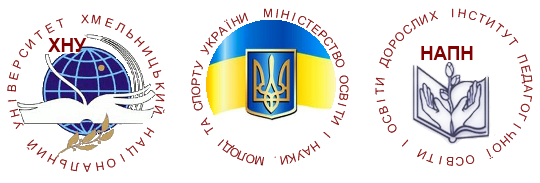 ХМЕЛЬНИЦЬКИЙ НАЦІОНАЛЬНИЙ УНІВЕРСИТЕТ
ХНУ
МІНІСТЕРСТВО ОСВІТИ І НАУКИ, МОЛОДІ ТА СПОРТУ УКРАЇНИ
ІНСТИТУТ ПЕДАГОГІЧНОЇ ОСВІТИ І ОСВІТИ ДОРОСЛИХ
НАПН